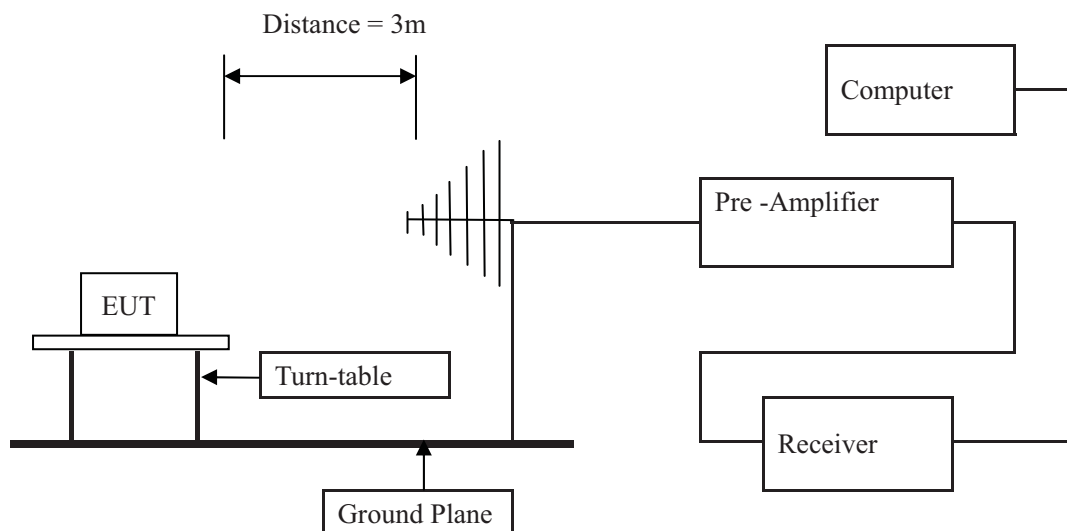 Distance = 3m
Computer
Pre -Amplifier
EUT
Turn-table
Receiver
Ground Plane